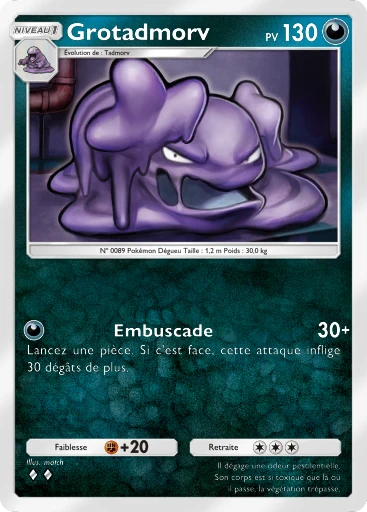 NIVEAU 1
Grotadmorv
PV 130
Évolution de : Tadmorv
N° 0089 Pokémon Dégueu Taille : 1,2 m Poids : 30,0 kg
Embuscade 30+
Lancez une pièce. Si c'est face, cette attaque inflige
30 dégâts de plus.
Faiblesse +20 Retraite
Illus. match
Il dégage une odeur pestilentielle.
Son corps est si toxique que là où
il passe, la végétation trépasse.